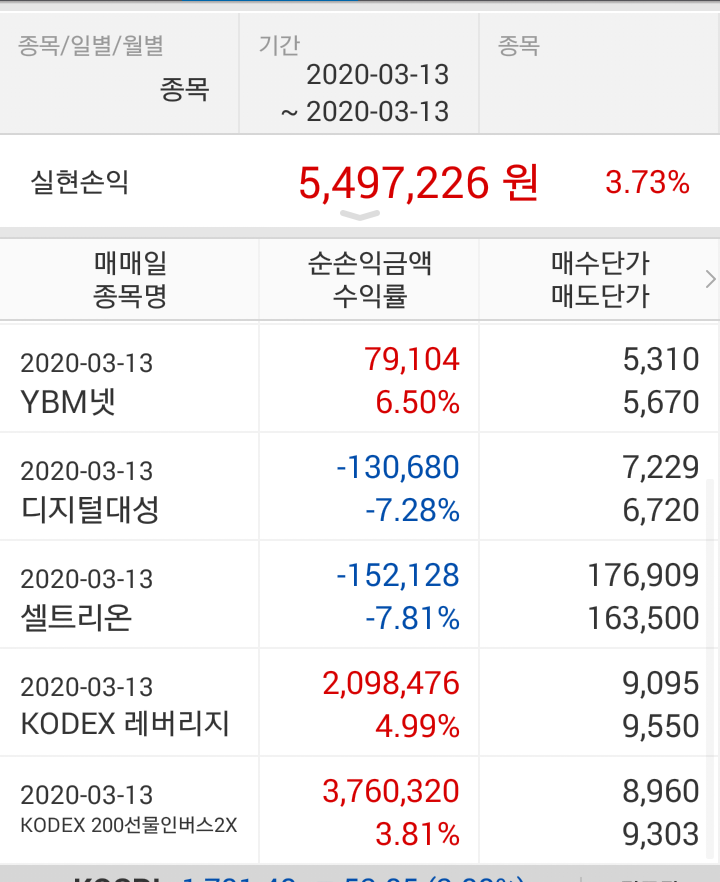 종목/일별/월별 기간 종목
종목 2020-03-13
~ 2020-03-13
실현손익 5,497,226 원 3.73%
매매일 순손익금액 매수단가
종목명 수익률 매도단가
2020-03-13 79,104 5,310
YBM넷 6.50% 5,670
2020-03-13 -130,680 7,229
디지털대성 -7.28% 6,720
2020-03-13 -152,128 176,909
셀트리온 -7.81% 163,500
2020-03-13 2,098,476 9,095
KODEX 레버리지 4.99% 9,550
2020-03-13 3,760,320 8,960
KODEX 200선물인버스2X 3.81% 9,303